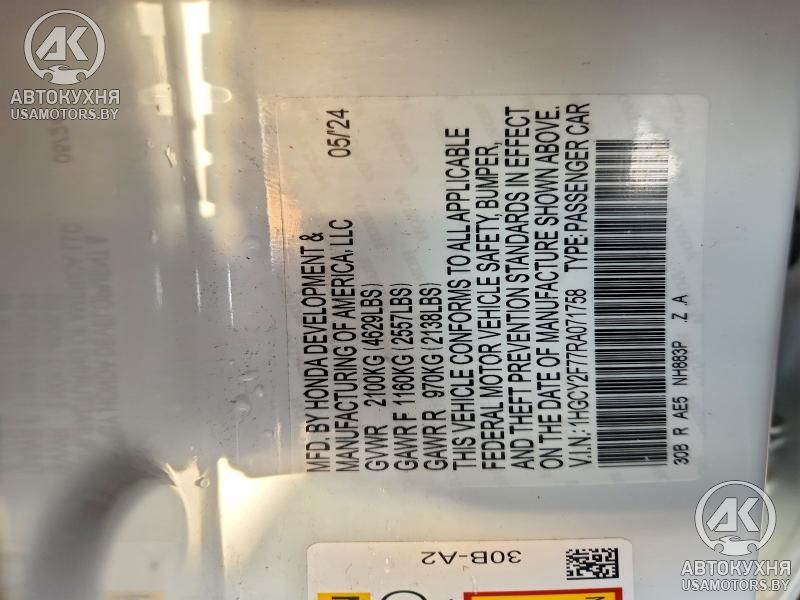 АВТОКУХНЯ
USAMOTORS.BY
MFD. BY HONDA DEVELOPMENT &
MANUFACTURING OF AMERICA, LLC 05/'24
GVWR 2100KG (4629LBS)
GAWR F 1160KG (2557LBS)
GAWR R 970KG (2138LBS)
THIS VEHICLE CONFORMS TO ALL APPLICABLE
FEDERAL MOTOR VEHICLE SAFETY, BUMPER,
AND THEFT PREVENTION STANDARDS IN EFFECT
ON THE DATE OF MANUFACTURE SHOWN ABOVE.
V.I.N.: 1HGCY2F77RA071758 TYPE: PASSENGER CAR
30B R AE5 NH883P Z A
30B-A2
АВТОКУХНЯ
USAMOTORS.BY